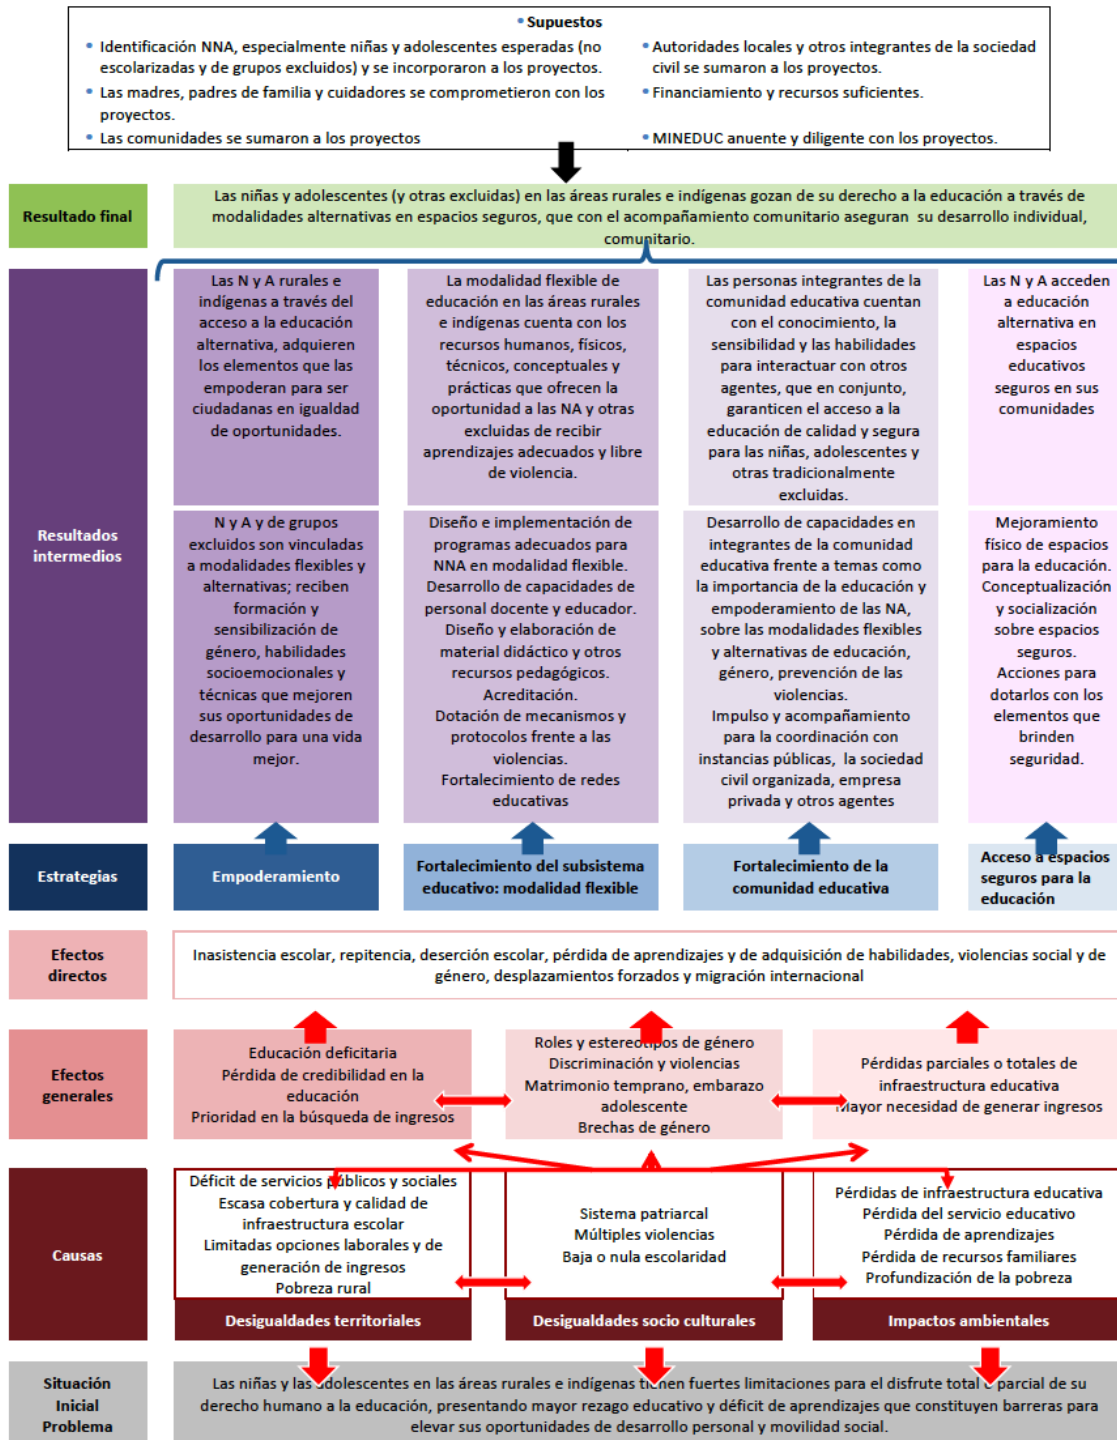 • Supuestos
• Identificación NNA, especialmente niñas y adolescentes esperadas (no
escolarizadas y de grupos excluidos) y se incorporaron a los proyectos.
• Las madres, padres de familia y cuidadores se comprometieron con los
proyectos.
• Las comunidades se sumaron a los proyectos
• Autoridades locales y otros integrantes de la sociedad
civil se sumaron a los proyectos.
• Financiamiento y recursos suficientes.
• MINEDUC anuente y diligente con los proyectos.
Resultado final
Las niñas y adolescentes (y otras excluidas) en las áreas rurales e indígenas gozan de su derecho a la educación a través de
modalidades alternativas en espacios seguros, que con el acompañamiento comunitario aseguran su desarrollo individual,
comunitario.
Resultados
intermedios
Las N y A rurales e
indígenas a través del
acceso a la educación
alternativa, adquieren
los elementos que las
empoderan para ser
ciudadanas en igualdad
de oportunidades.
La modalidad flexible de
educación en las áreas rurales
e indígenas cuenta con los
recursos humanos, físicos,
técnicos, conceptuales y
prácticas que ofrecen la
oportunidad a las NA y otras
excluidas de recibir
aprendizajes adecuados y libre
de violencia.
Las personas integrantes de la
comunidad educativa cuentan
con el conocimiento, la
sensibilidad y las habilidades
para interactuar con otros
agentes, que en conjunto,
garanticen el acceso a la
educación de calidad y segura
para las niñas, adolescentes y
otras tradicionalmente
excluidas.
Las N y A acceden
a educación
alternativa en
espacios
educativos
seguros en sus
comunidades
N y A y de grupos
excluidos son vinculadas
a modalidades flexibles y
alternativas; reciben
formación y
sensibilización de
género, habilidades
socioemocionales y
técnicas que mejoren
sus oportunidades de
desarrollo para una vida
mejor.
Diseño e implementación de
programas adecuados para
NNA en modalidad flexible.
Desarrollo de capacidades de
personal docente y educador.
Diseño y elaboración de
material didáctico y otros
recursos pedagógicos.
Acreditación.
Dotación de mecanismos y
protocolos frente a las
violencias.
Fortalecimiento de redes
educativas
Desarrollo de capacidades en
integrantes de la comunidad
educativa frente a temas como
la importancia de la educación y
empoderamiento de las NA,
sobre las modalidades flexibles
y alternativas de educación,
género, prevención de las
violencias.
Impulso y acompañamiento
para la coordinación con
instancias públicas, la sociedad
civil organizada, empresa
privada y otros agentes
Mejoramiento
físico de espacios
para la educación.
Conceptualización
y socialización
sobre espacios
seguros.
Acciones para
dotarlos con los
elementos que
brinden
seguridad.
Estrategias
Empoderamiento
Fortalecimiento del subsistema
educativo: modalidad flexible
Fortalecimiento de la
comunidad educativa
Acceso a espacios
seguros para la
educación
Efectos
directos
Inasistencia escolar, repitencia, deserción escolar, pérdida de aprendizajes y de adquisición de habilidades, violencias social y de
género, desplazamientos forzados y migración internacional
Efectos
generales
Educación deficitaria
Pérdida de credibilidad en la
educación
Prioridad en la búsqueda de ingresos
Roles y estereotipos de género
Discriminación y violencias
Matrimonio temprano, embarazo
adolescente
Brechas de género
Pérdidas parciales o totales de
infraestructura educativa
Mayor necesidad de generar ingresos
Causas
Déficit de servicios públicos y sociales
Escasa cobertura y calidad de
infraestructura escolar
Limitadas opciones laborales y de
generación de ingresos
Pobreza rural
Sistema patriarcal
Múltiples violencias
Baja o nula escolaridad
Pérdidas de infraestructura educativa
Pérdida del servicio educativo
Pérdida de aprendizajes
Pérdida de recursos familiares
Profundización de la pobreza
Desigualdades territoriales
Desigualdades socio culturales
Impactos ambientales
Situación
Inicial
Problema
Las niñas y las adolescentes en las áreas rurales e indígenas tienen fuertes limitaciones para el disfrute total o parcial de su
derecho humano a la educación, presentando mayor rezago educativo y déficit de aprendizajes que constituyen barreras para
elevar sus oportunidades de desarrollo personal y movilidad social.